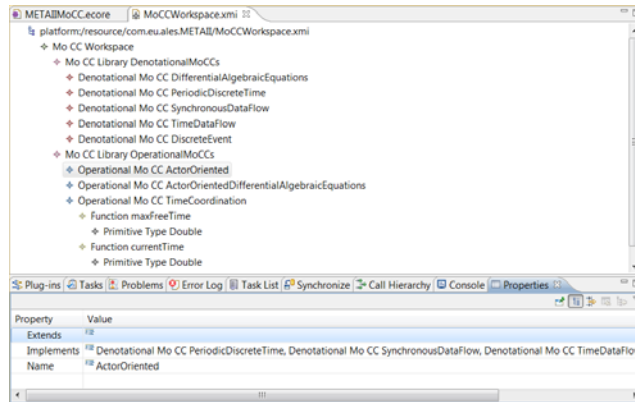 METAIIMoCC.ecore MoCCWorkspace.xmi
platform:/resource/com.eu.ales.METAII/MoCCWorkspace.xmi
Mo CC Workspace
Mo CC Library DenotationalMoCCs
Denotational Mo CC DifferentialAlgebraicEquations
Denotational Mo CC PeriodicDiscreteTime
Denotational Mo CC SynchronousDataFlow
Denotational Mo CC TimeDataFlow
Denotational Mo CC DiscreteEvent
Mo CC Library OperationalMoCCs
Operational Mo CC ActorOriented
Operational Mo CC ActorOrientedDifferentialAlgebraicEquations
Operational Mo CC TimeCoordination
Function maxFreeTime
Primitive Type Double
Function currentTime
Primitive Type Double
Plug-ins Tasks Problems Error Log Task List Synchronize Call Hierarchy Console Properties
Property Value
Extends
Implements Denotational Mo CC PeriodicDiscreteTime, Denotational Mo CC SynchronousDataFlow, Denotational Mo CC TimeDataFlo
Name ActorOriented